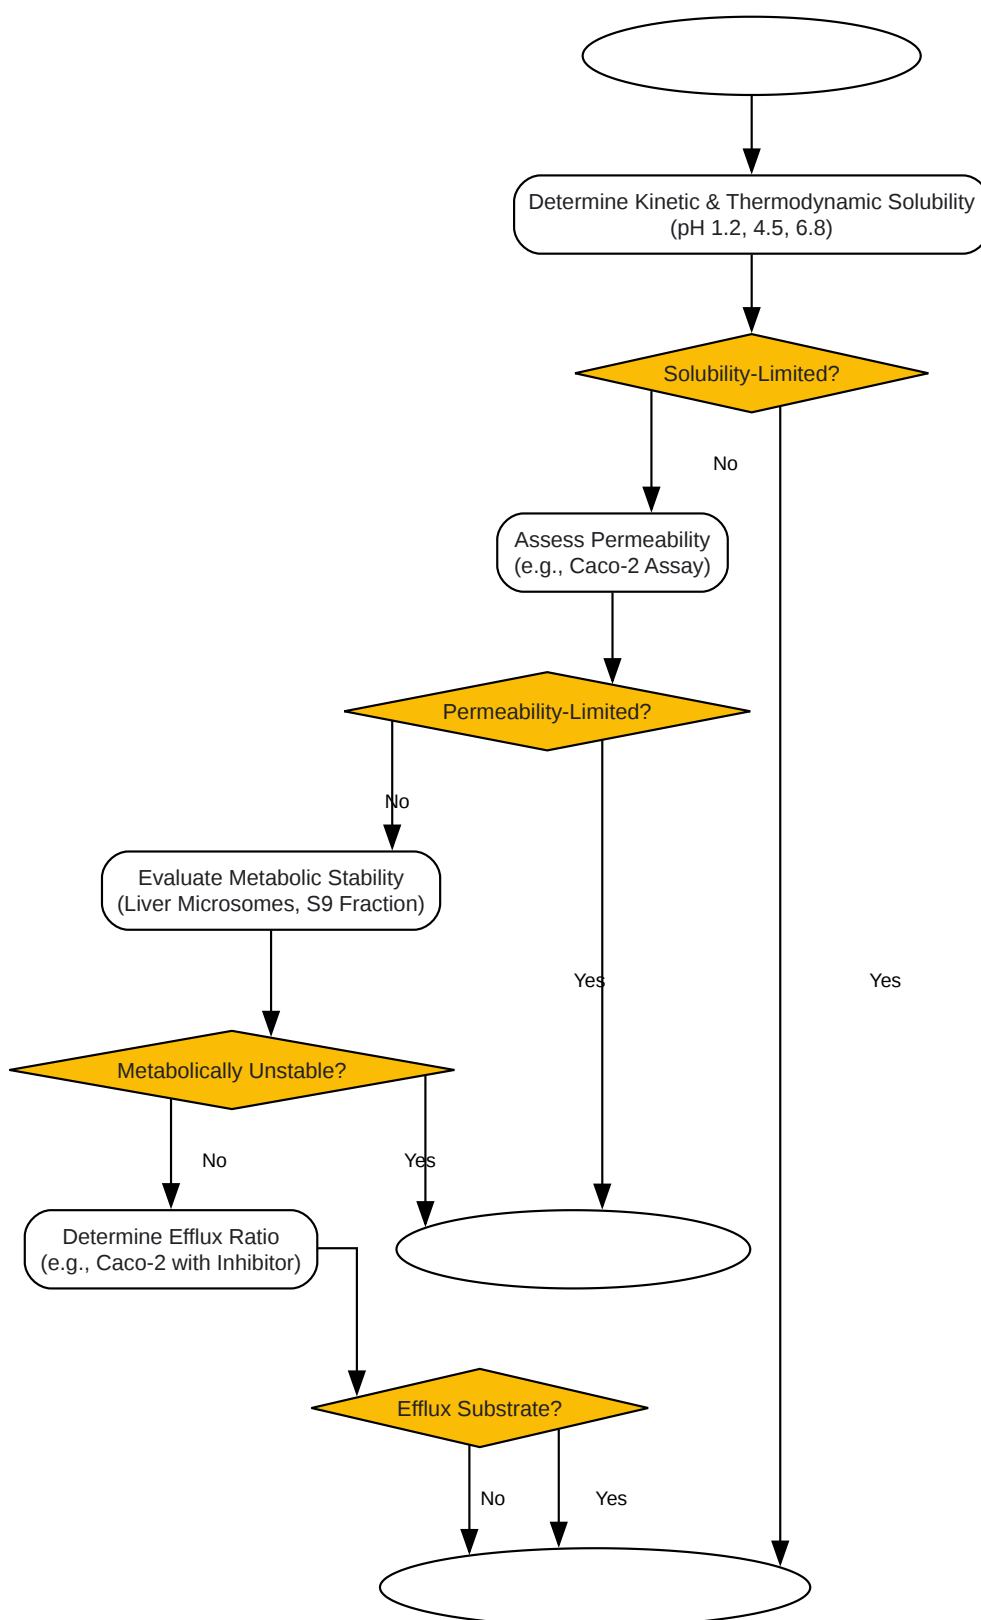 Determine Kinetic & Thermodynamic Solubility
(pH 1.2, 4.5, 6.8)
Solubility-Limited?
No
Assess Permeability
(e.g., Caco-2 Assay)
Permeability-Limited?
No
Evaluate Metabolic Stability
(Liver Microsomes, S9 Fraction)
Yes
Yes
Metabolically Unstable?
No
Yes
Determine Efflux Ratio
(e.g., Caco-2 with Inhibitor)
Efflux Substrate?
No
Yes